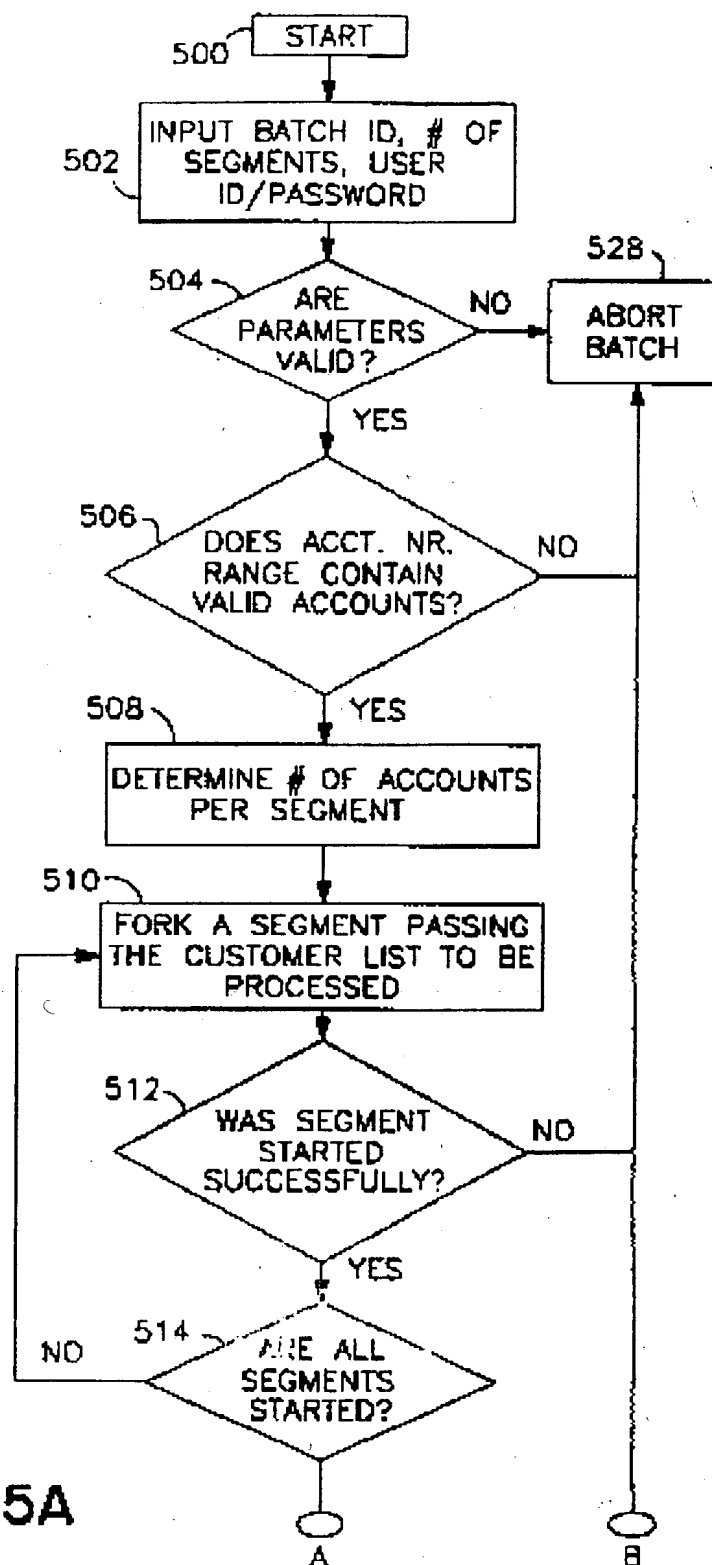 500
START
502
INPUT BATCH ID, # OF
SEGMENTS, USER
ID/PASSWORD
504
ARE
PARAMETERS
VALID?
NO
528
ABORT
BATCH
YES
506
DOES ACCT. NR.
RANGE CONTAIN
VALID ACCOUNTS?
NO
YES
508
DETERMINE # OF ACCOUNTS
PER SEGMENT
510
FORK A SEGMENT PASSING
THE CUSTOMER LIST TO BE
PROCESSED
512
WAS SEGMENT
STARTED
SUCCESSFULLY?
NO
YES
514
NO
ARE ALL
SEGMENTS
STARTED?
5A
A
B